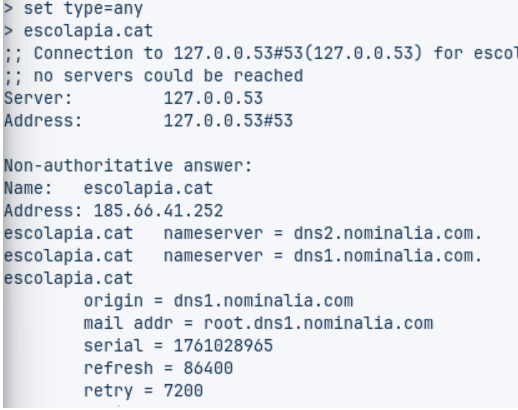 > set type=any
> escolapia.cat
;; Connection to 127.0.0.53#53(127.0.0.53) for escol
;; no servers could be reached
Server:         127.0.0.53
Address:        127.0.0.53#53

Non-authoritative answer:
Name:   escolapia.cat
Address: 185.66.41.252
escolapia.cat   nameserver = dns2.nominalia.com.
escolapia.cat   nameserver = dns1.nominalia.com.
escolapia.cat
        origin = dns1.nominalia.com
        mail addr = root.dns1.nominalia.com
        serial = 1761028965
        refresh = 86400
        retry = 7200